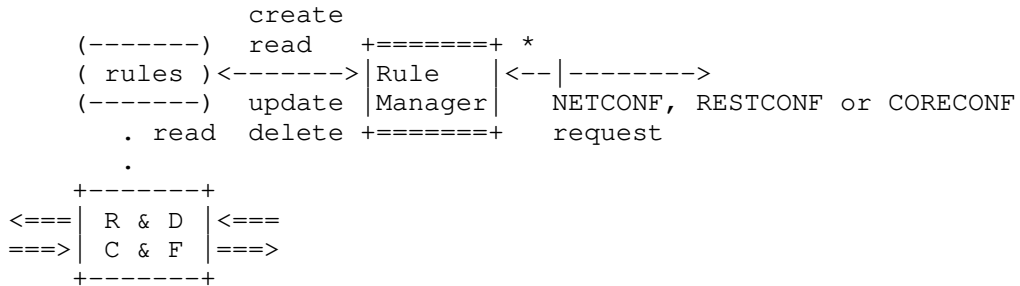 create
    (-------)   read   +=======+ *
    ( rules )<-------->|Rule   |<--|-------->
    (-------)  update  |Manager|   NETCONF, RESTCONF or CORECONF
       . read  delete  +=======+   request
       .
    +-------+
<===| R & D |<===
===>| C & F |===>
    +-------+